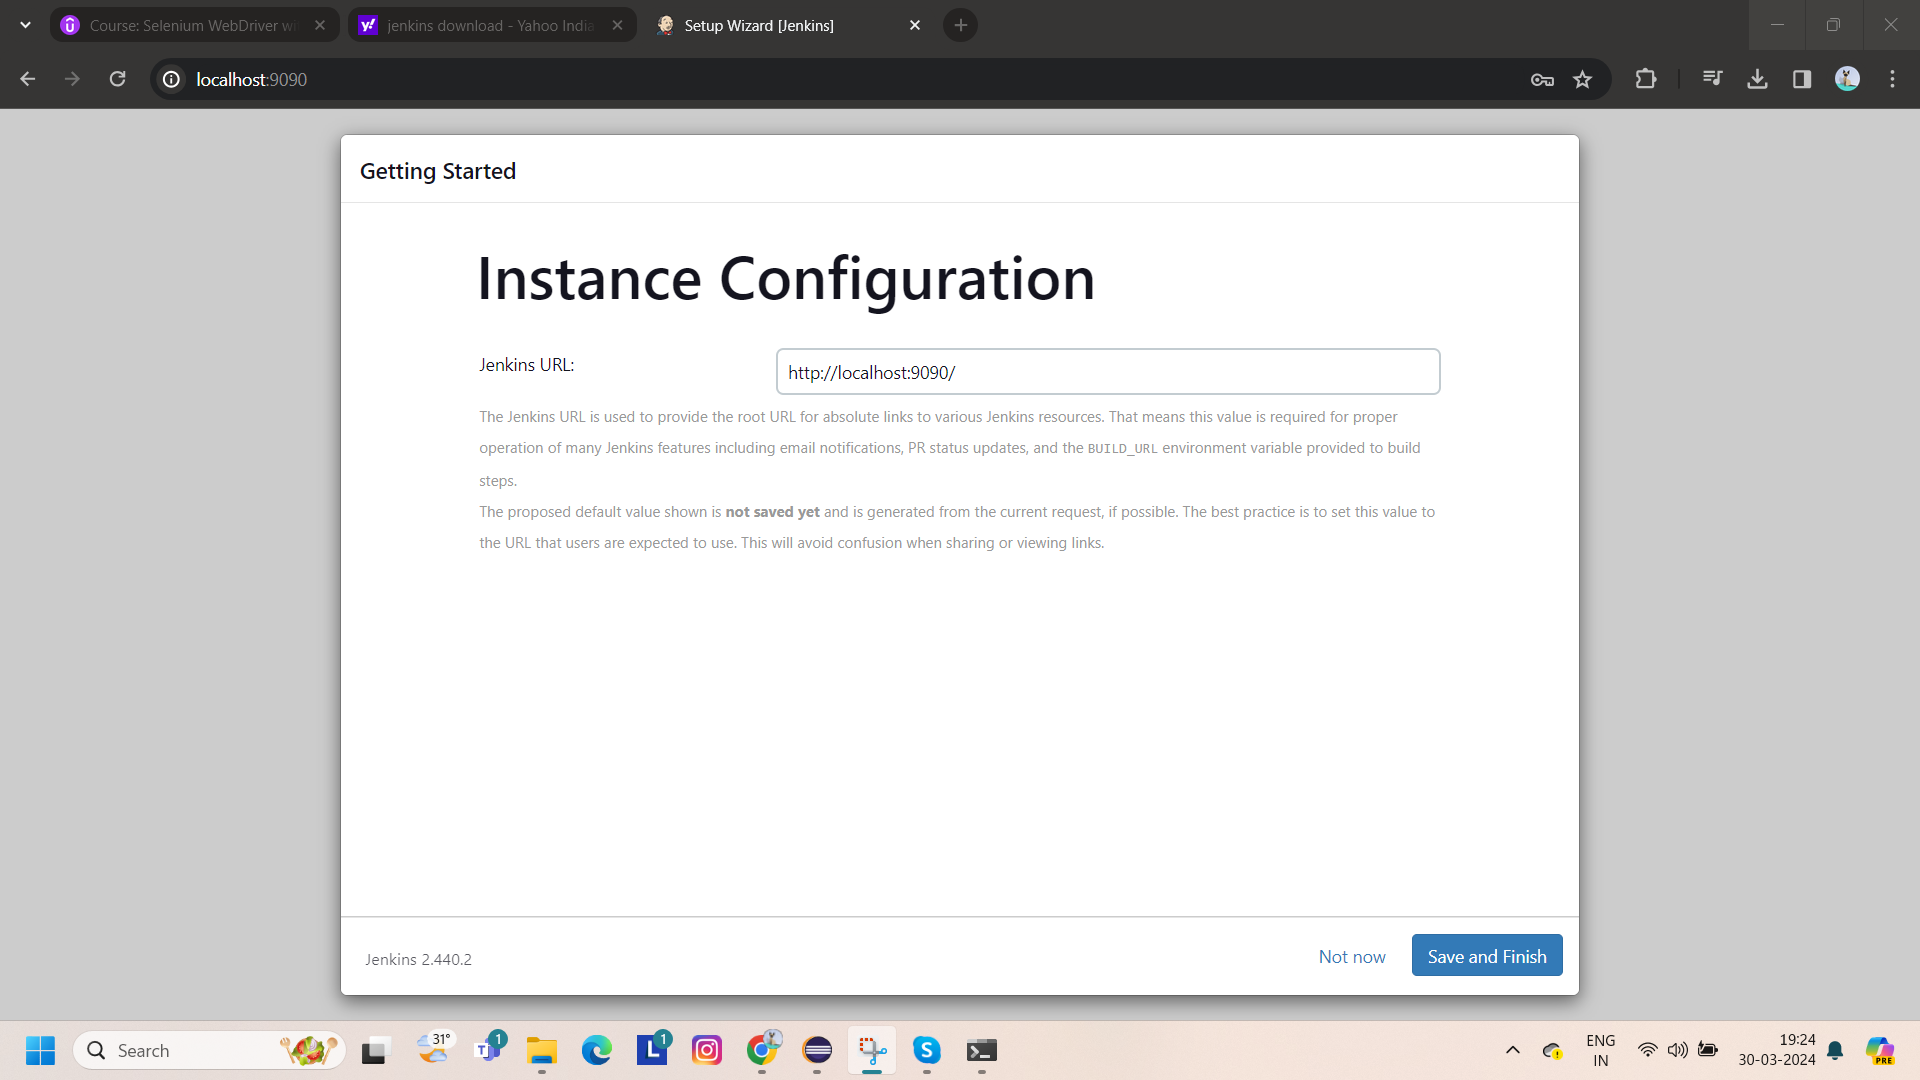 Course: Selenium WebDriver wi
jenkins download - Yahoo India
Setup Wizard [Jenkins]
localhost:9090
Getting Started
Instance Configuration
Jenkins URL:
http://localhost:9090/
The Jenkins URL is used to provide the root URL for absolute links to various Jenkins resources. That means this value is required for proper
operation of many Jenkins features including email notifications, PR status updates, and the BUILD_URL environment variable provided to build
steps.
The proposed default value shown is not saved yet and is generated from the current request, if possible. The best practice is to set this value to
the URL that users are expected to use. This will avoid confusion when sharing or viewing links.
Jenkins 2.440.2
Not now
Save and Finish
Search
31°
1
1
ENG
IN
19:24
30-03-2024
PRE